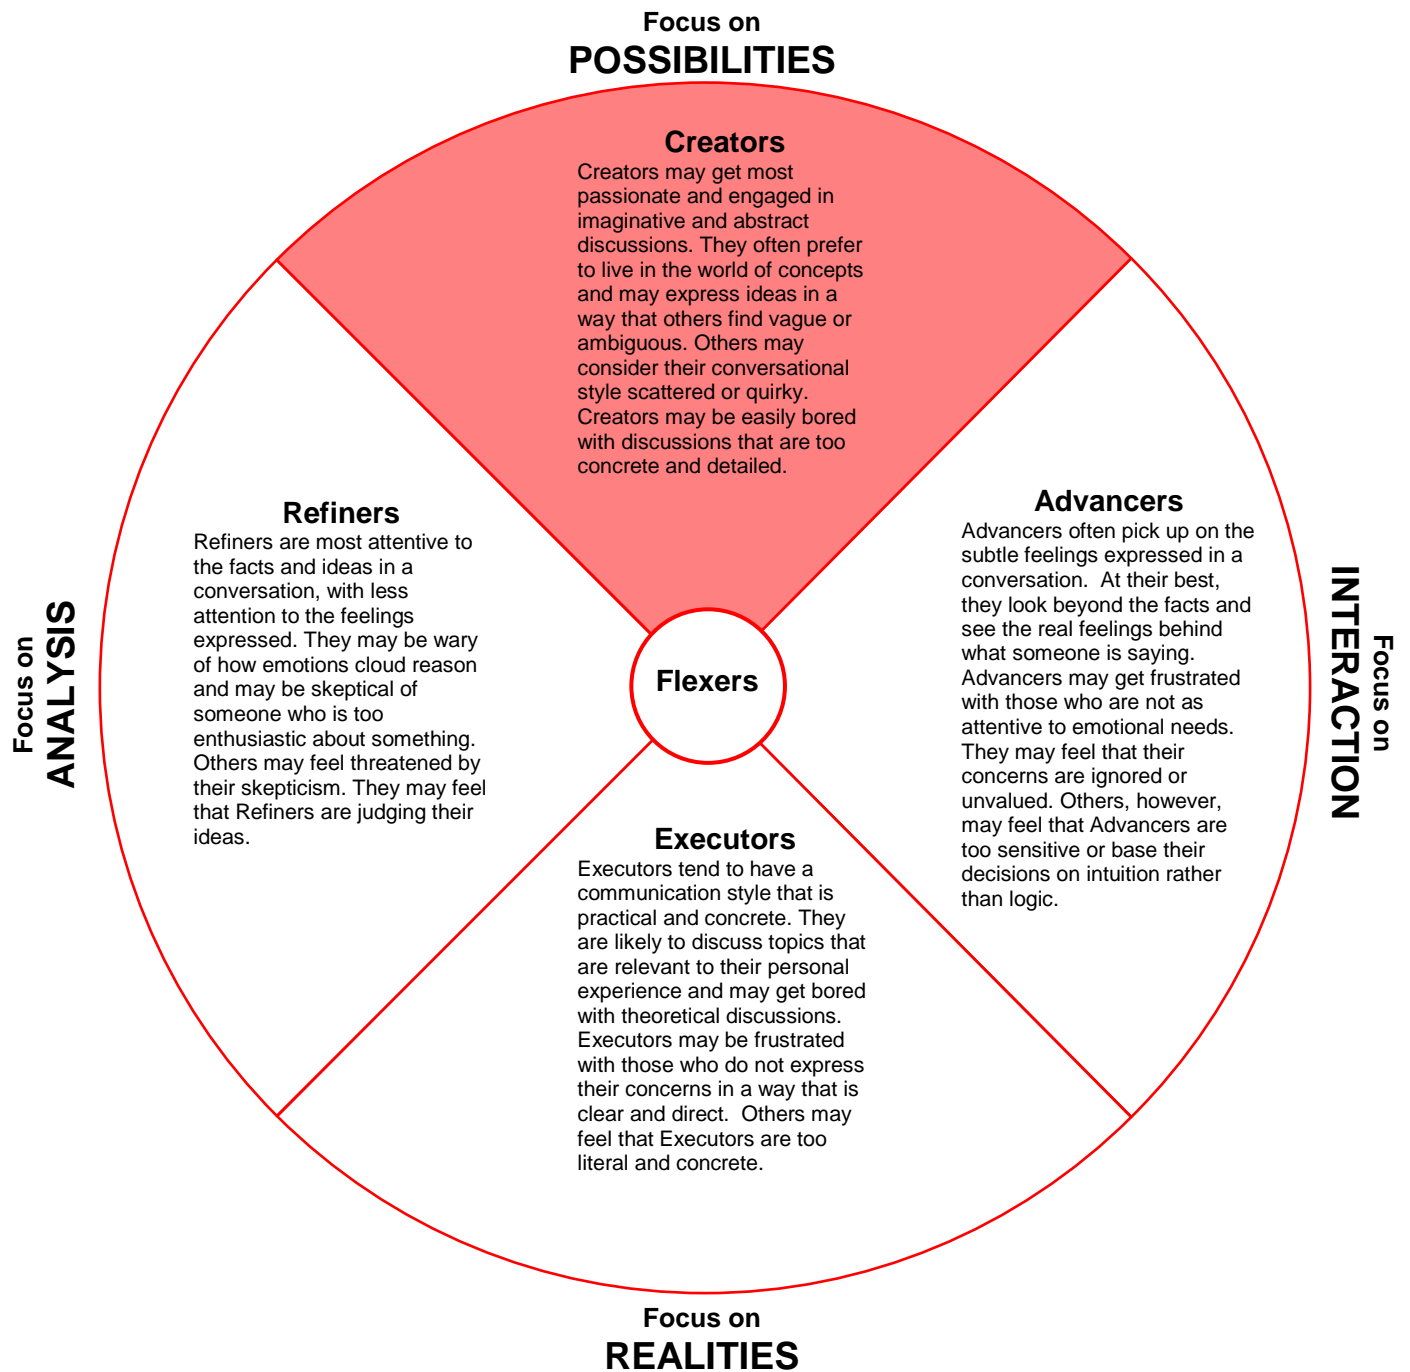 Focus on
POSSIBILITIES
Creators
Creators may get most
passionate and engaged in
imaginative and abstract
discussions. They often prefer
to live in the world of concepts
and may express ideas in a
way that others find vague or
ambiguous. Others may
consider their conversational
style scattered or quirky.
Creators may be easily bored
with discussions that are too
concrete and detailed.
Focus on
ANALYSIS
Refiners
Refiners are most attentive to
the facts and ideas in a
conversation, with less
attention to the feelings
expressed. They may be wary
of how emotions cloud reason
and may be skeptical of
someone who is too
enthusiastic about something.
Others may feel threatened by
their skepticism. They may feel
that Refiners are judging their
ideas.
Flexers
Advancers
Advancers often pick up on the
subtle feelings expressed in a
conversation.  At their best,
they look beyond the facts and
see the real feelings behind
what someone is saying.
Advancers may get frustrated
with those who are not as
attentive to emotional needs.
They may feel that their
concerns are ignored or
unvalued. Others, however,
may feel that Advancers are
too sensitive or base their
decisions on intuition rather
than logic.
Focus on
INTERACTION
Executors
Executors tend to have a
communication style that is
practical and concrete. They
are likely to discuss topics that
are relevant to their personal
experience and may get bored
with theoretical discussions.
Executors may be frustrated
with those who do not express
their concerns in a way that is
clear and direct.  Others may
feel that Executors are too
literal and concrete.
Focus on
REALITIES